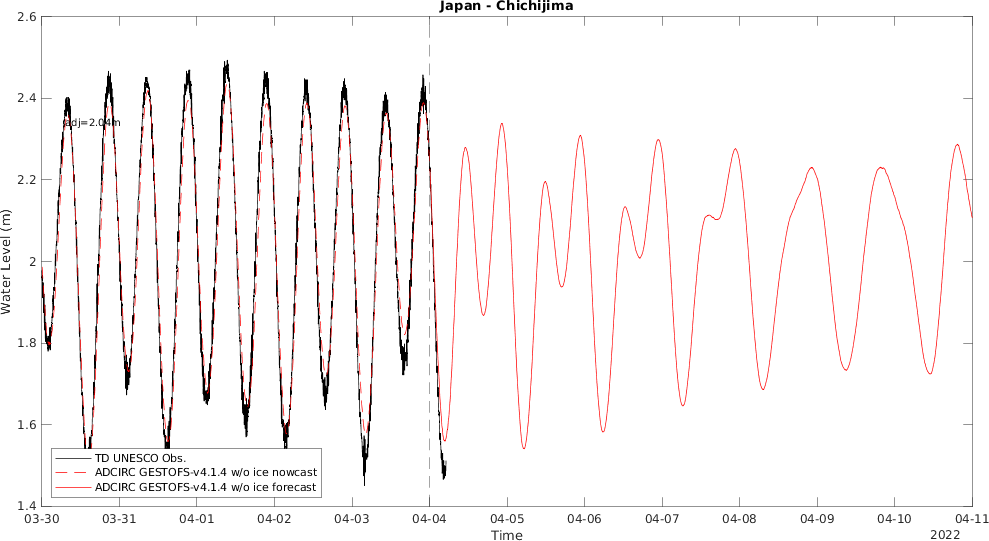 Japan - Chichijima
2.6
2.4
adj=2.04m
2.2
2
1.8
1.6
1.4
Water Level (m)
TD UNESCO Obs.
ADCIRC GESTOFS-v4.1.4 w/o ice nowcast
ADCIRC GESTOFS-v4.1.4 w/o ice forecast
03-30 03-31 04-01 04-02 04-03 04-04 04-05 04-06 04-07 04-08 04-09 04-10 04-11
Time
2022